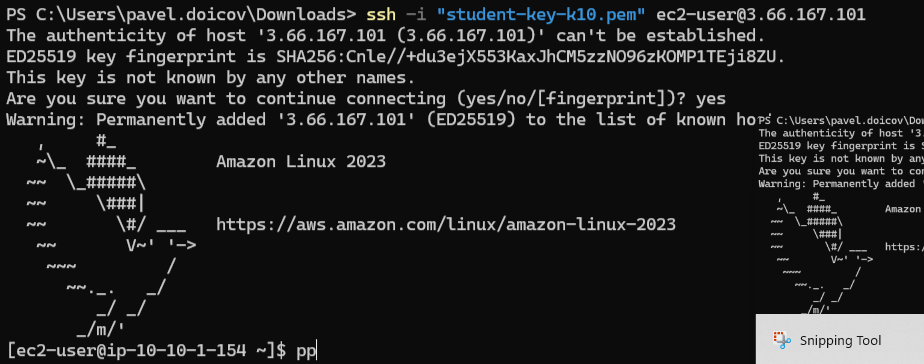 PS C:\Users\pavel.doicov\Downloads> ssh -i "student-key-k10.pem" ec2-user@3.66.167.101
The authenticity of host '3.66.167.101 (3.66.167.101)' can't be established.
ED25519 key fingerprint is SHA256:Cnle//+du3ejX553KaxJhCM5zzNO96zKOMP1TEji8ZU.
This key is not known by any other names.
Are you sure you want to continue connecting (yes/no/[fingerprint])? yes
Warning: Permanently added '3.66.167.101' (ED25519) to the list of known ho
   ,     #_
   ~\_  ####_        Amazon Linux 2023
  ~~  \_#####\
  ~~     \###|
  ~~       \#/ ___   https://aws.amazon.com/linux/amazon-linux-2023
   ~~       V~' '->
    ~~~         /
      ~~._.   _/
         _/ _/
       _/m/'
[ec2-user@ip-10-10-1-154 ~]$ pp
PS C:\Users\pavel.doicov\Dow
The authenticity of host '3.
ED25519 key fingerprint is S
This key is not known by any
Are you sure you want to con
Warning: Permanently added '
   ,     #_
   ~\_  ####_        Amazon
  ~~  \_#####\
  ~~     \###|
  ~~       \#/ ___   https:/
   ~~       V~' '->
    ~~~         /
      ~~._.   _/
         _/ _/
       _/m/'
Snipping Tool